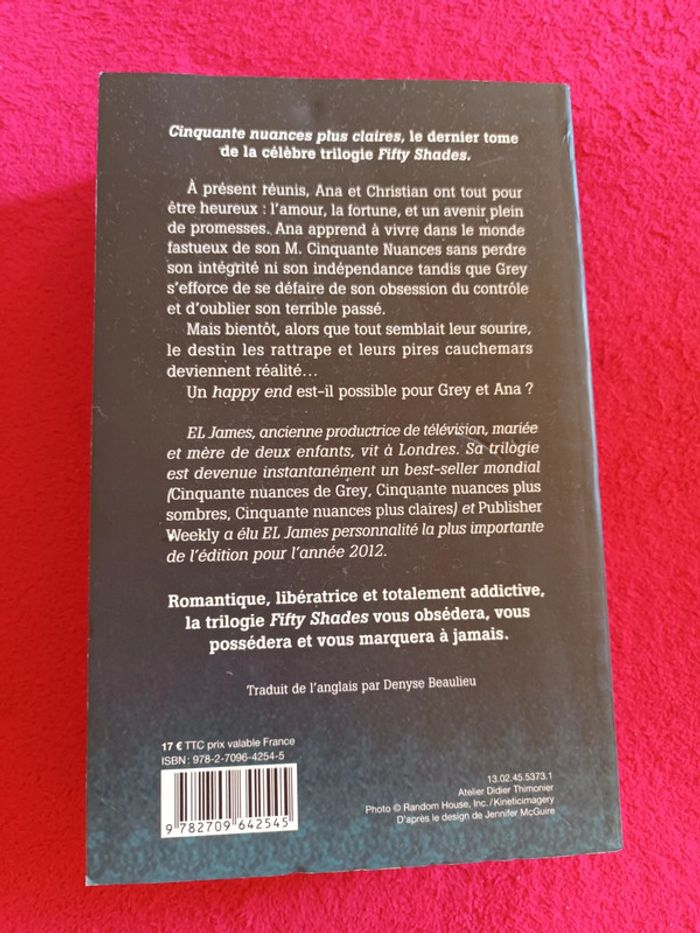 Cinquante nuances plus claires, le dernier tome
de la célèbre trilogie Fifty Shades.
À présent réunis, Ana et Christian ont tout pour
être heureux : l'amour, la fortune, et un avenir plein
de promesses. Ana apprend à vivre dans le monde
fastueux de son M. Cinquante Nuances sans perdre
son intégrité ni son indépendance tandis que Grey
s'efforce de se défaire de son obsession du contrôle
et d'oublier son terrible passé.
Mais bientôt, alors que tout semblait leur sourire,
le destin les rattrape et leurs pires cauchemars
deviennent réalité…
Un happy end est-il possible pour Grey et Ana ?
EL James, ancienne productrice de télévision, mariée
et mère de deux enfants, vit à Londres. Sa trilogie
est devenue instantanément un best-seller mondial
(Cinquante nuances de Grey, Cinquante nuances plus
sombres, Cinquante nuances plus claires) et Publisher
Weekly a élu EL James personnalité la plus importante
de l'édition pour l'année 2012.
Romantique, libératrice et totalement addictive,
la trilogie Fifty Shades vous obsédera, vous
possédera et vous marquera à jamais.
Traduit de l'anglais par Denyse Beaulieu
17 € TTC prix valable France
ISBN : 978-2-7096-4254-5
9 782709 642545
13.02.45.5373.1
Atelier Didier Thimonier
Photo © Random House, Inc. / Kineticimagery
D'après le design de Jennifer McGuire